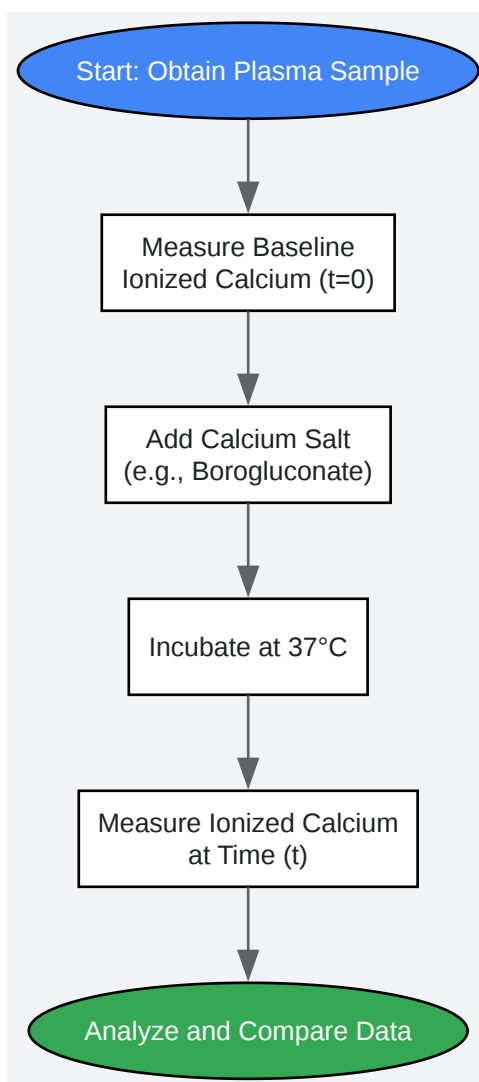 Start: Obtain Plasma Sample
Measure Baseline
Ionized Calcium (t=0)
Add Calcium Salt
(e.g., Borogluconate)
Incubate at 37°C
Measure Ionized Calcium
at Time (t)
Analyze and Compare Data